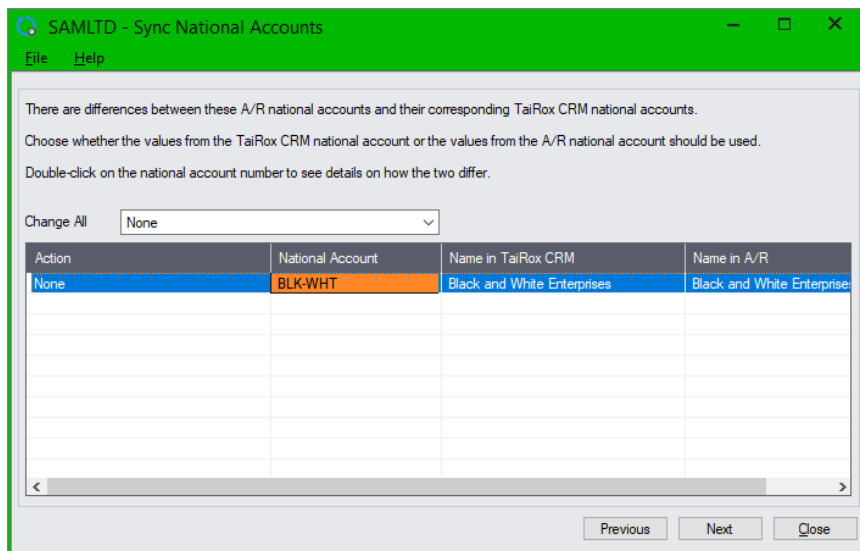 SAMLTD - Sync National Accounts
File Help
There are differences between these A/R national accounts and their corresponding TaiRox CRM national accounts.
Choose whether the values from the TaiRox CRM national account or the values from the A/R national account should be used.
Double-click on the national account number to see details on how the two differ.
Change All None
Action National Account Name in TaiRox CRM Name in A/R
None BLK-WHT Black and White Enterprises Black and White Enterprises
Previous Next Close